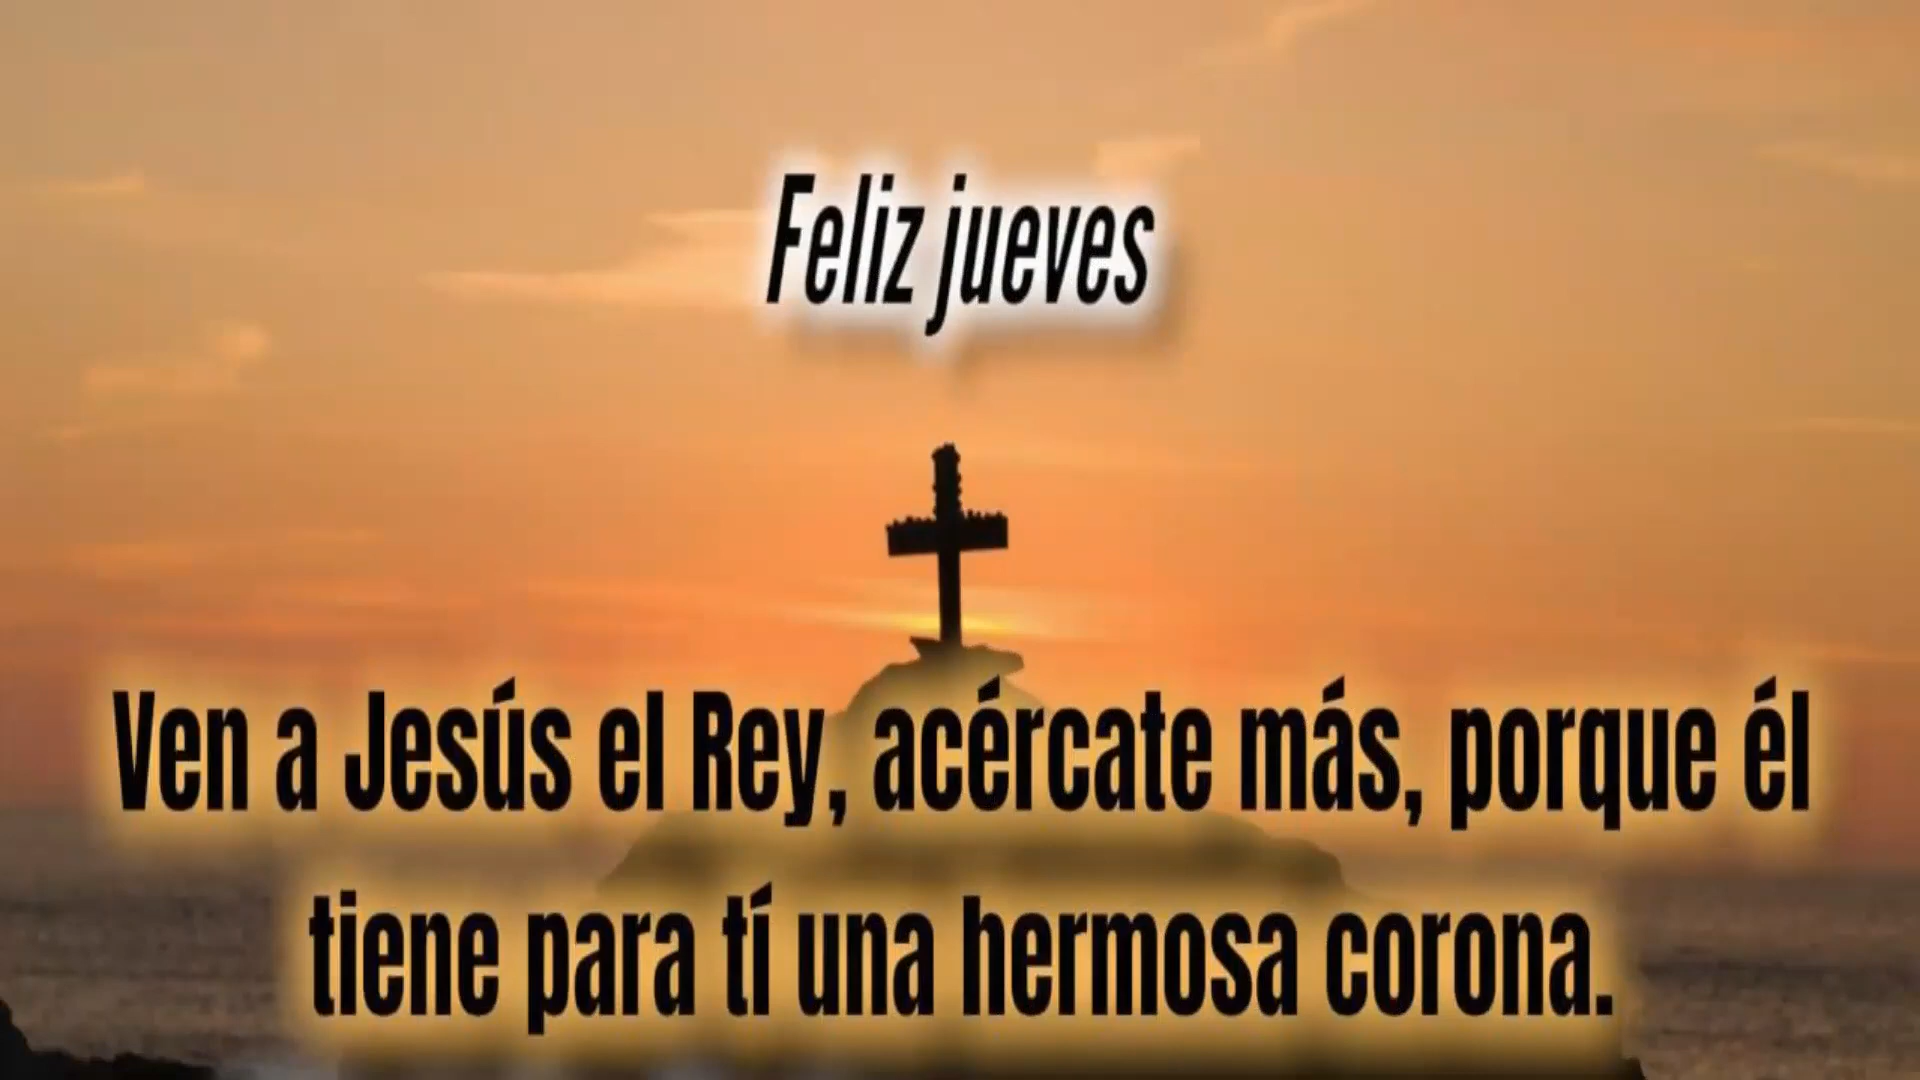 Feliz jueves
Ven a Jesús el Rey, acércate más, porque él
tiene para tí una hermosa corona.